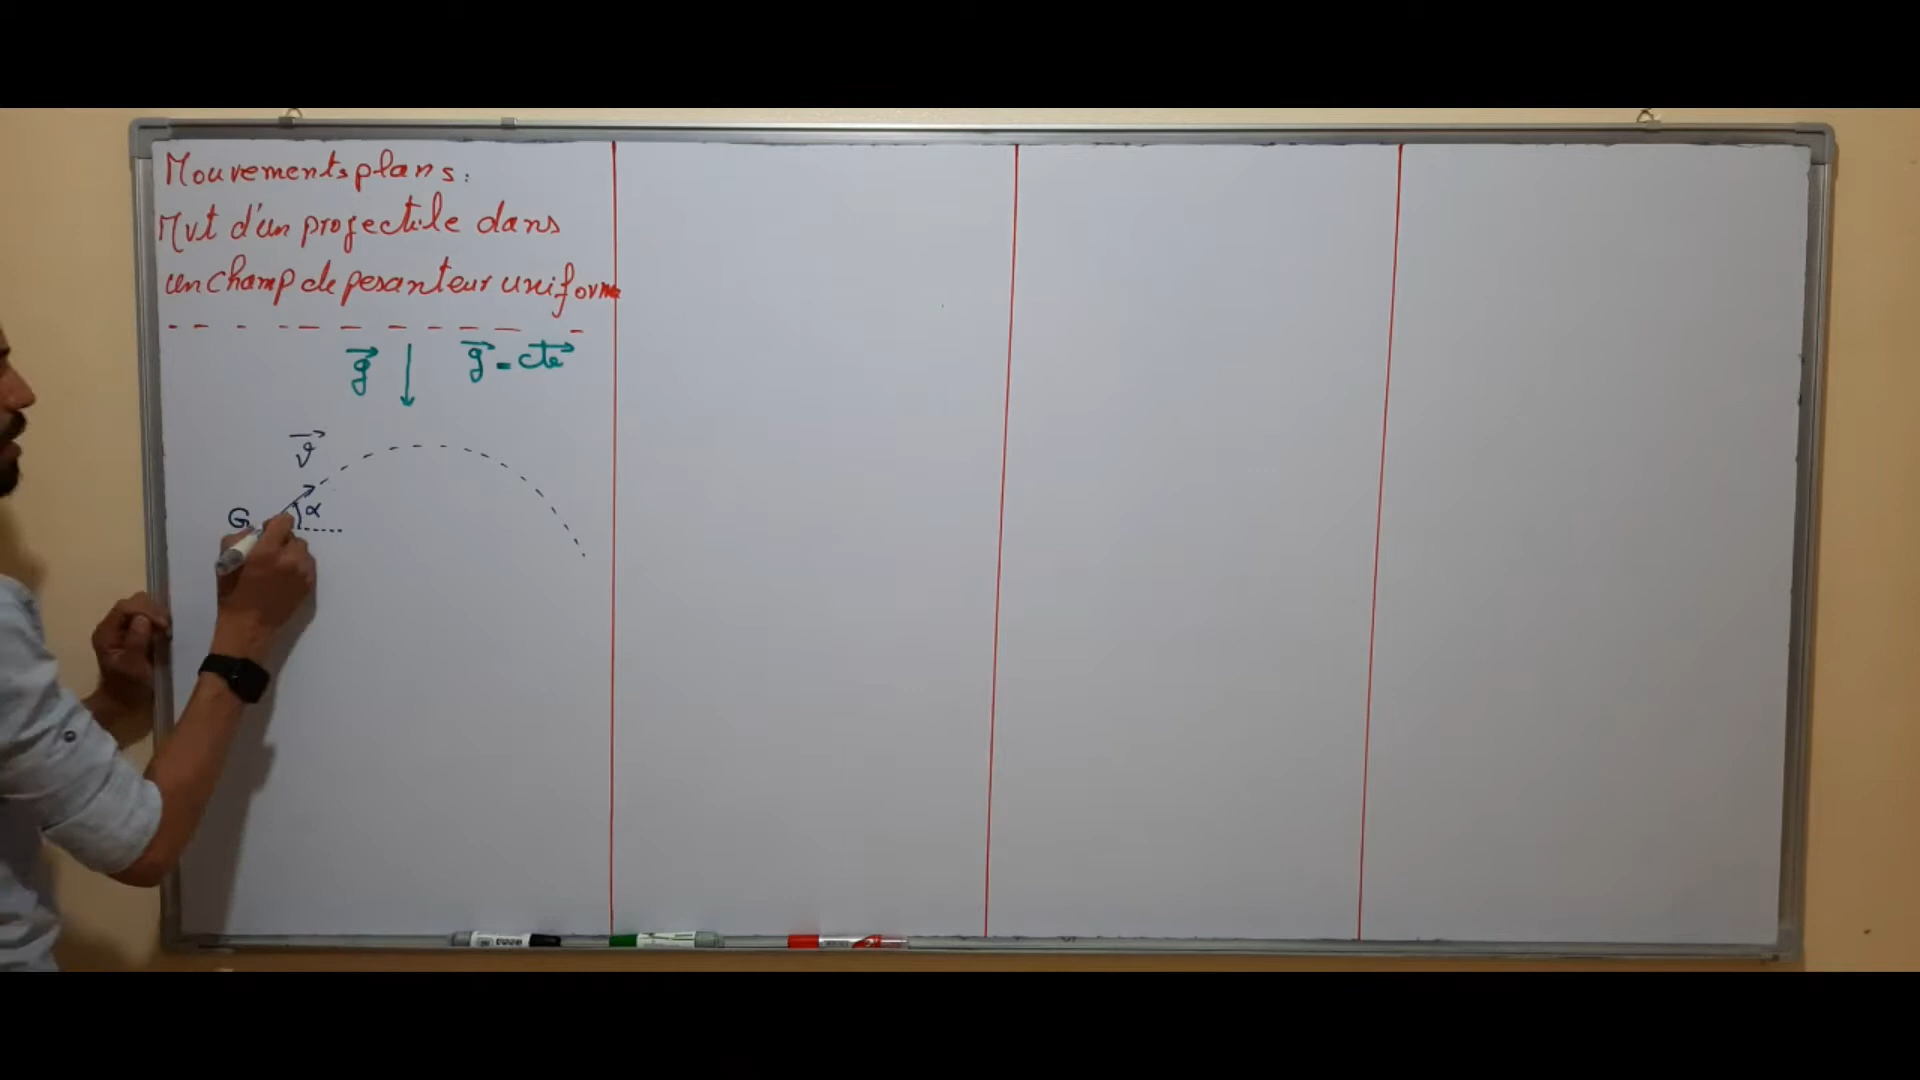 Mouvements plans :
Mvt d'un projectile dans
un champ de pesanteur uniforme
g⃗ g⃗ = cte⃗
v⃗
G α